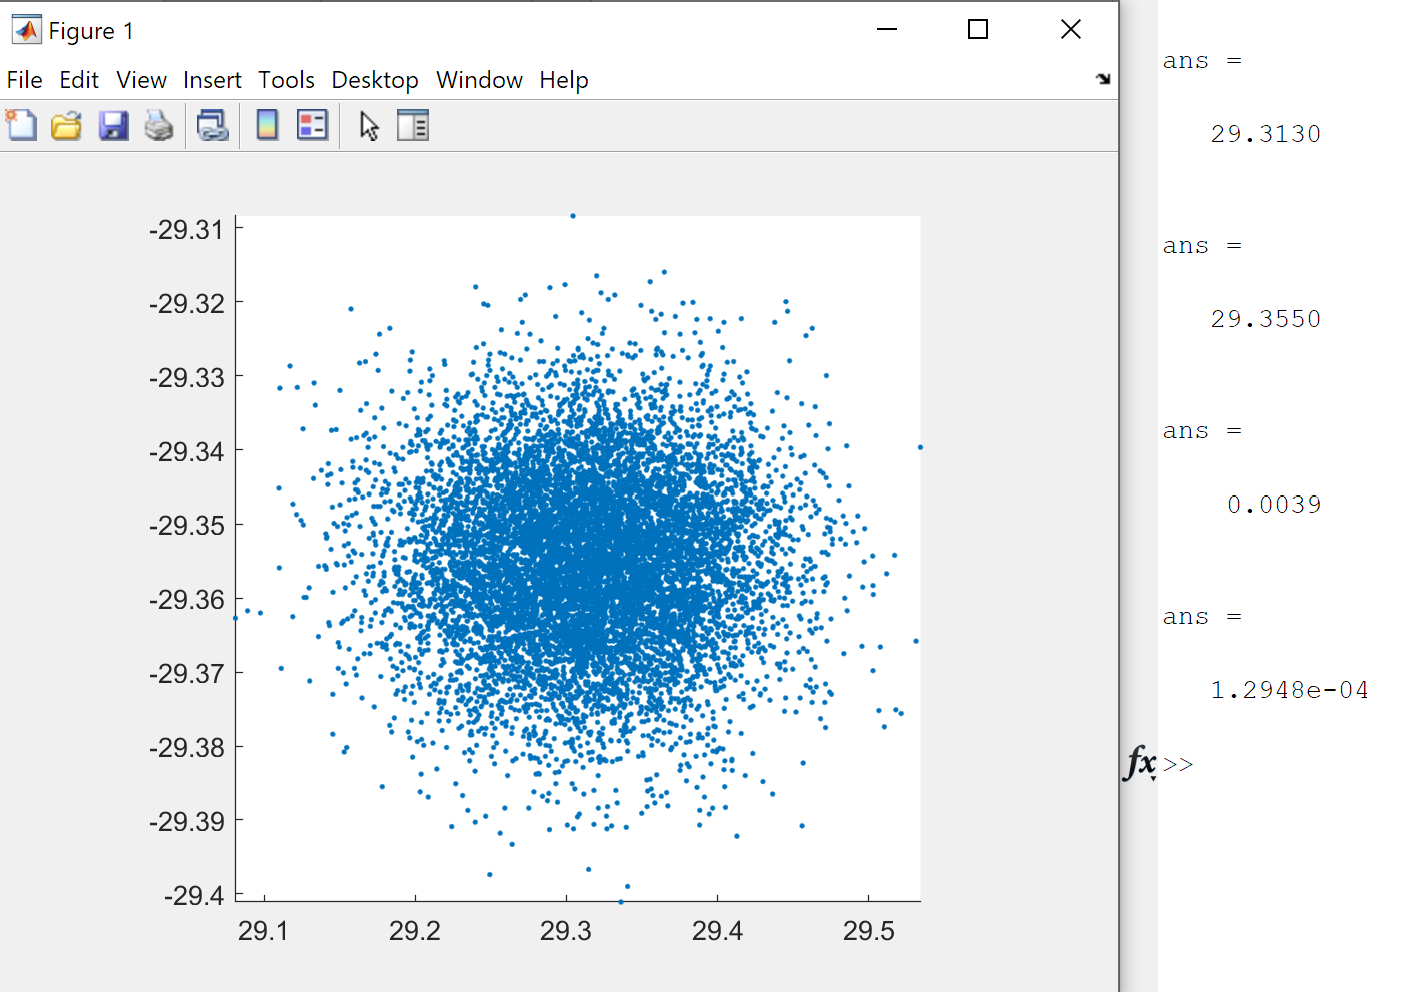 Figure 1
File Edit View Insert Tools Desktop Window Help
-29.31
-29.32
-29.33
-29.34
-29.35
-29.36
-29.37
-29.38
-29.39
-29.4
29.1 29.2 29.3 29.4 29.5
ans =
29.3130
ans =
29.3550
ans =
0.0039
ans =
1.2948e-04
fx >>